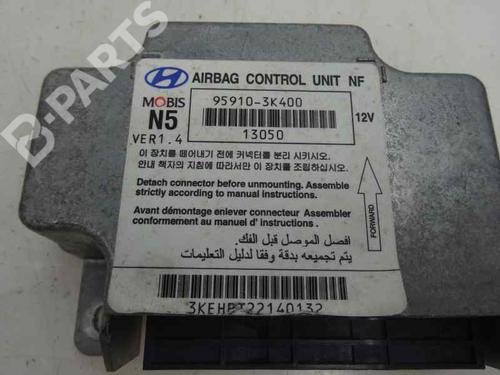 B-PARTS
AIRBAG CONTROL UNIT NF
MOBIS
95910-3K400
N5
13050
12V
VER1.4
이 장치를 떼어내기 전에 커넥터를 분리 시키시오.
안내 책자의 지침에 따라서만 이 장치를 조립하십시오.
Detach connector before unmounting. Assemble
strictly according to manual instructions.
Avant démontage eniever connecteur Assembler
conformement au manuel d' instructions.
افصل الموصل قبل الفك.
يتم تجميعه بدقة وفقا لدليل التعليمات
FORWARD
3KEHPT22140132